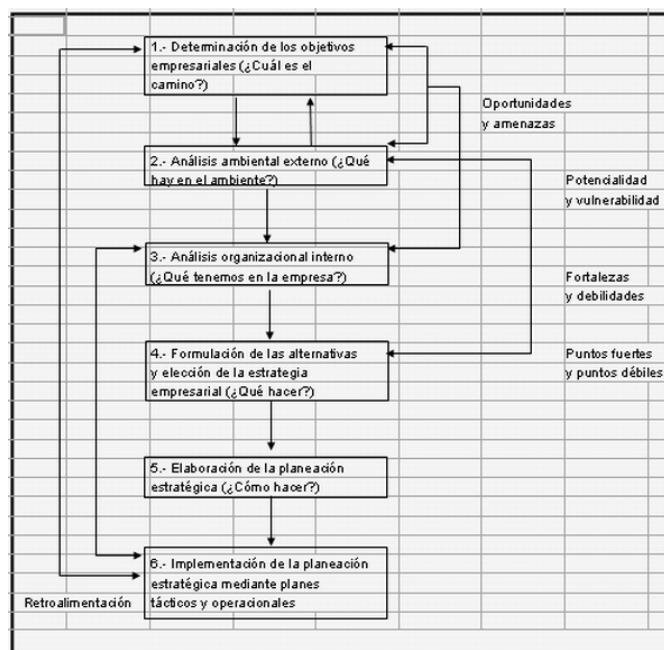 1.- Determinación de los objetivos
empresariales (¿Cuál es el
camino?)
Oportunidades
y amenazas
2.- Análisis ambiental externo (¿Qué
hay en el ambiente?)
Potencialidad
y vulnerabilidad
3.- Análisis organizacional interno
(¿Qué tenemos en la empresa?)
Fortalezas
y debilidades
4.- Formulación de las alternativas
y elección de la estrategia
empresarial (¿Qué hacer?)
Puntos fuertes
y puntos débiles
5.- Elaboración de la planeación
estratégica (¿Cómo hacer?)
6.- Implementación de la planeación
estratégica mediante planes
tácticos y operacionales
Retroalimentación